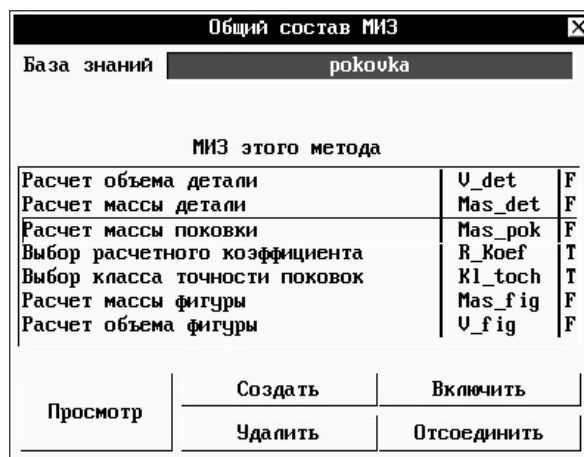 Общий состав МИЗ
База знаний pokovka
МИЗ этого метода
Расчет объема детали V_det F
Расчет массы детали Mas_det F
Расчет массы поковки Mas_pok F
Выбор расчетного коэффициента R_Koef T
Выбор класса точности поковок Kl_toch T
Расчет массы фигуры Mas_fig F
Расчет объема фигуры V_fig F
Просмотр
Создать Включить
Удалить Отсоединить